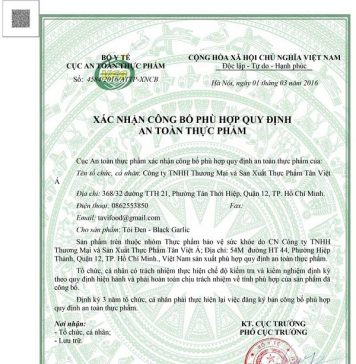 BỘ Y TẾ
CỤC AN TOÀN THỰC PHẨM
Số: 4584/2016/ATTP-XNCB
CỘNG HÒA XÃ HỘI CHỦ NGHĨA VIỆT NAM
Độc lập - Tự do - Hạnh phúc
Hà Nội, ngày 01 tháng 03 năm 2016
XÁC NHẬN CÔNG BỐ PHÙ HỢP QUY ĐỊNH
AN TOÀN THỰC PHẨM
Cục An toàn thực phẩm xác nhận công bố phù hợp quy định an toàn thực phẩm của:
Tên tổ chức, cá nhân: Công ty TNHH Thương Mại và Sản Xuất Thực Phẩm Tân Việt
Á
Địa chỉ: 368/32 đường TTH 21, Phường Tân Thới Hiệp, Quận 12, TP. Hồ Chí Minh.
Điện thoại: 0862553850 Fax:
Email: tavifood@gmail.com
Cho sản phẩm: Tỏi Đen - Black Garlic
Sản phẩm trên thuộc nhóm Thực phẩm bảo vệ sức khỏe do CN Công ty TNHH
Thương Mại và Sản Xuất Thực Phẩm Tân Việt Á; Địa chỉ: 54M đường HT 44, Phường Hiệp
Thành, Quận 12, TP. Hồ Chí Minh., Việt Nam sản xuất phù hợp quy định an toàn thực phẩm.
Tổ chức, cá nhân có trách nhiệm thực hiện chế độ kiểm tra và kiểm nghiệm định kỳ
theo quy định hiện hành và phải hoàn toàn chịu trách nhiệm về tính phù hợp của sản phẩm đã
công bố.
Định kỳ 3 năm tổ chức, cá nhân phải thực hiện lại việc đăng ký bản công bố phù hợp
quy định an toàn thực phẩm./.
Nơi nhận:
- Tổ chức, cá nhân;
- Lưu trữ.
KT. CỤC TRƯỞNG
PHÓ CỤC TRƯỞNG